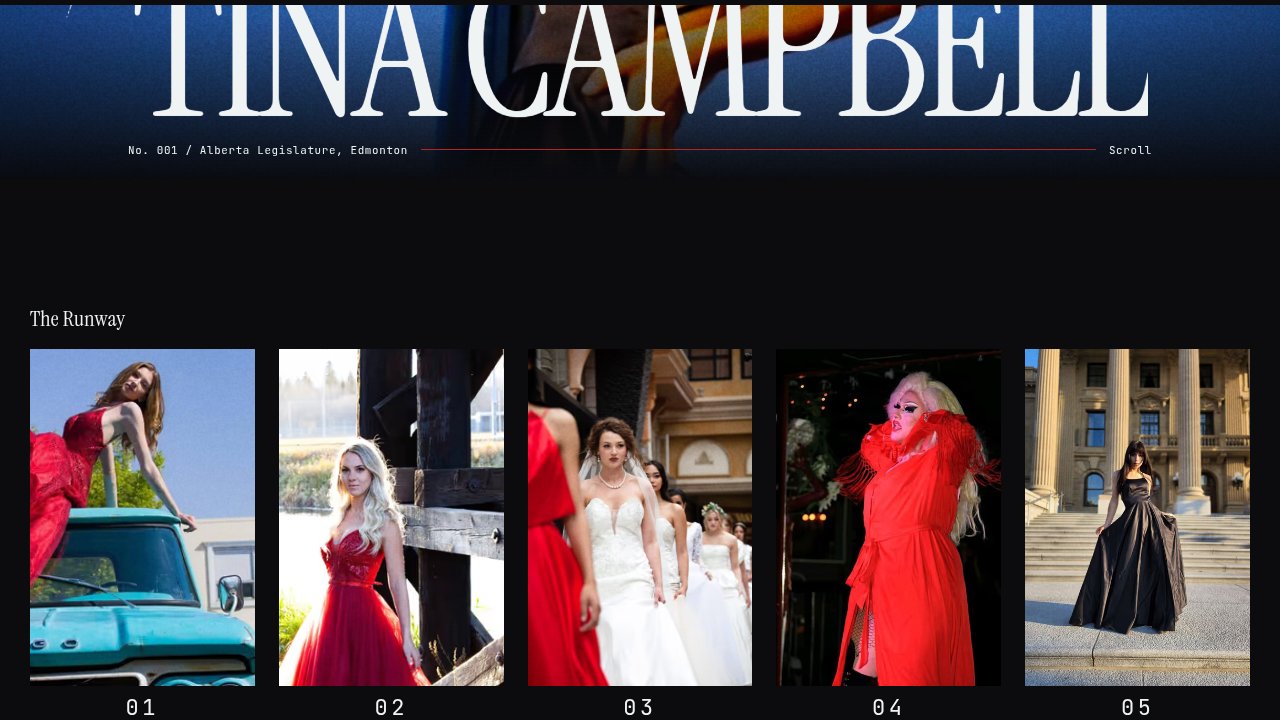 TINA CAMPBELL
No. 001 / Alberta Legislature, Edmonton
Scroll
The Runway
01
02
03
04
05